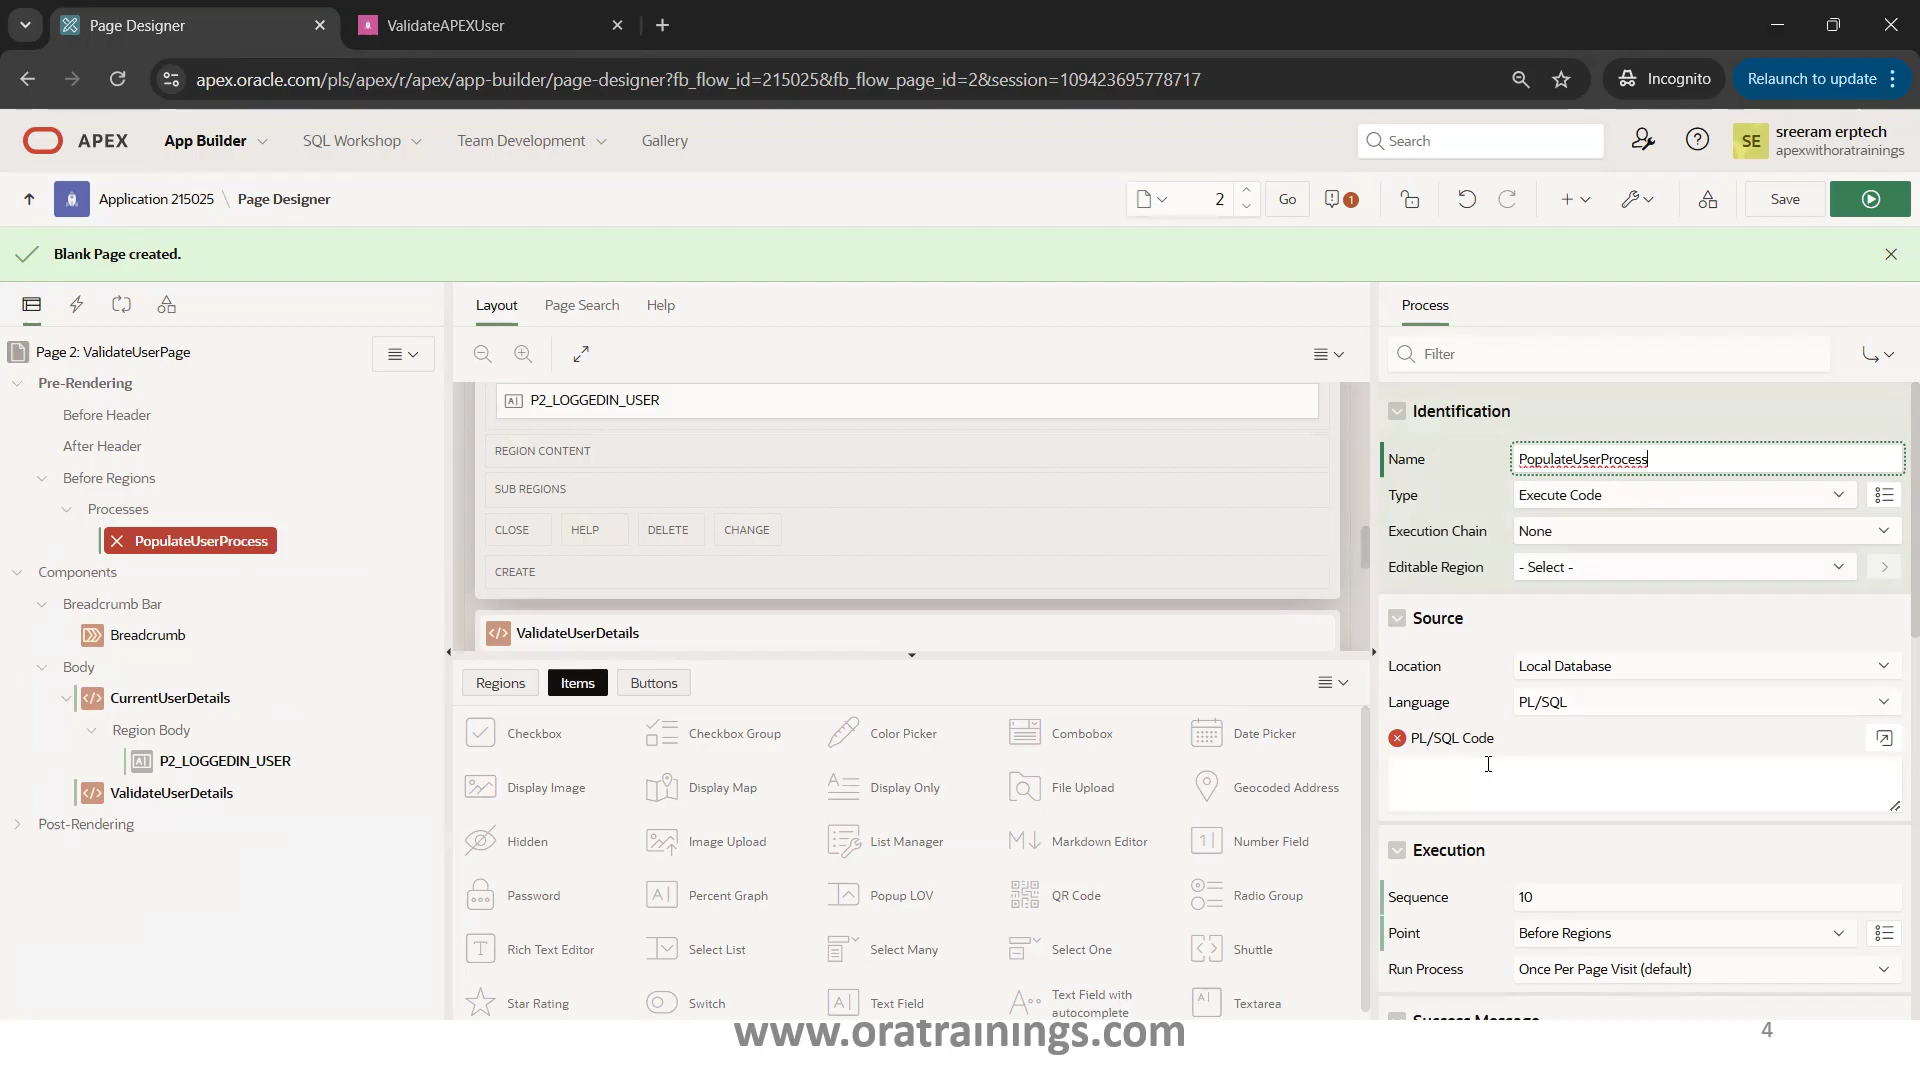 Page Designer
ValidateAPEXUser
apex.oracle.com/pls/apex/r/apex/app-builder/page-designer?fb_flow_id=215025&fb_flow_page_id=2&session=109423695778717
Incognito
Relaunch to update
APEX
App Builder
SQL Workshop
Team Development
Gallery
Search
SE
sreeram erptech
apexwithoratrainings
Application 215025 \ Page Designer
2
Go
1
Save
Blank Page created.
Page 2: ValidateUserPage
Pre-Rendering
Before Header
After Header
Before Regions
Processes
PopulateUserProcess
Components
Breadcrumb Bar
Breadcrumb
Body
CurrentUserDetails
Region Body
P2_LOGGEDIN_USER
ValidateUserDetails
Post-Rendering
Layout
Page Search
Help
P2_LOGGEDIN_USER
REGION CONTENT
SUB REGIONS
CLOSE
HELP
DELETE
CHANGE
CREATE
ValidateUserDetails
Regions
Items
Buttons
Checkbox
Checkbox Group
Color Picker
Combobox
Date Picker
Display Image
Display Map
Display Only
File Upload
Geocoded Address
Hidden
Image Upload
List Manager
Markdown Editor
Number Field
Password
Percent Graph
Popup LOV
QR Code
Radio Group
Rich Text Editor
Select List
Select Many
Select One
Shuttle
Star Rating
Switch
Text Field
Text Field with
autocomplete
Textarea
Process
Filter
Identification
Name
PopulateUserProcess
Type
Execute Code
Execution Chain
None
Editable Region
- Select -
Source
Location
Local Database
Language
PL/SQL
PL/SQL Code
Execution
Sequence
10
Point
Before Regions
Run Process
Once Per Page Visit (default)
Success Message
www.oratrainings.com
4